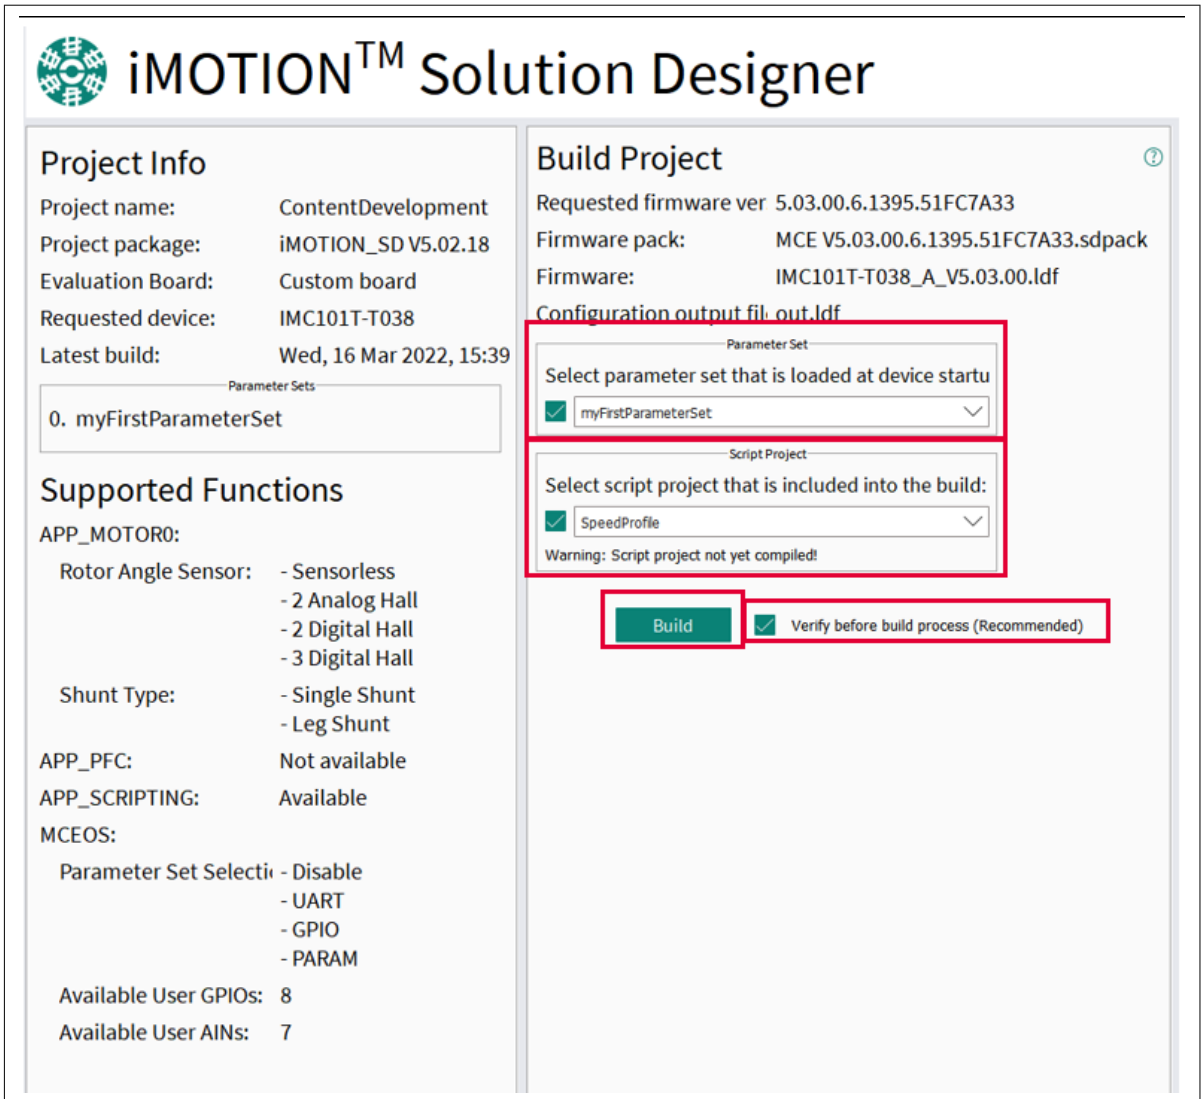 iMOTION™ Solution Designer
Project Info
Project name: ContentDevelopment
Project package: iMOTION_SD V5.02.18
Evaluation Board: Custom board
Requested device: IMC101T-T038
Latest build: Wed, 16 Mar 2022, 15:39
Parameter Sets
0. myFirstParameterSet
Supported Functions
APP_MOTOR0:
Rotor Angle Sensor: - Sensorless
- 2 Analog Hall
- 2 Digital Hall
- 3 Digital Hall
Shunt Type: - Single Shunt
- Leg Shunt
APP_PFC: Not available
APP_SCRIPTING: Available
MCEOS:
Parameter Set Selecti - Disable
- UART
- GPIO
- PARAM
Available User GPIOs: 8
Available User AINs: 7
Build Project
?
Requested firmware ver 5.03.00.6.1395.51FC7A33
Firmware pack: MCE V5.03.00.6.1395.51FC7A33.sdpack
Firmware: IMC101T-T038_A_V5.03.00.ldf
Configuration output fil out.ldf
Parameter Set
Select parameter set that is loaded at device startu
myFirstParameterSet
Script Project
Select script project that is included into the build:
SpeedProfile
Warning: Script project not yet compiled!
Build
Verify before build process (Recommended)